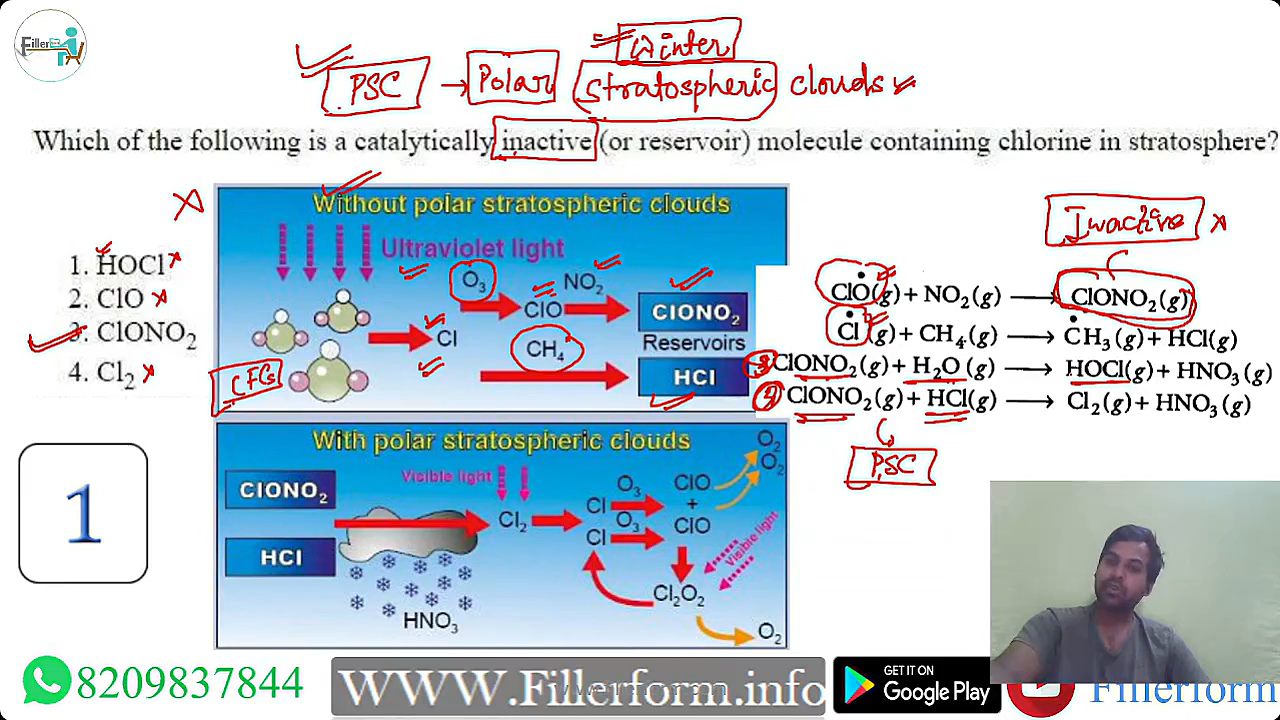 Filler
Winter
PSC → Polar stratospheric clouds
Which of the following is a catalytically inactive (or reservoir) molecule containing chlorine in stratosphere?
1. HOCl
2. ClO
3. ClONO2
4. Cl2
Without polar stratospheric clouds
Ultraviolet light
O3
NO2
Cl
ClO
ClONO2
CH4
Reservoirs
HCl
CFCs
Inactive
ClO(g) + NO2(g) → ClONO2(g)
Cl(g) + CH4(g) → CH3(g) + HCl(g)
3 ClONO2(g) + H2O (g) → HOCl(g) + HNO3(g)
4 ClONO2(g) + HCl(g) → Cl2(g) + HNO3(g)
PSC
With polar stratospheric clouds
ClONO2
HCl
HNO3
Visible light
Cl2
Cl
Cl
O3
O3
ClO
+
ClO
O2
O2
Visible light
Cl2O2
O2
1
8209837844
WWW.Fillerform.info
GET IT ON
Google Play
Fillerform